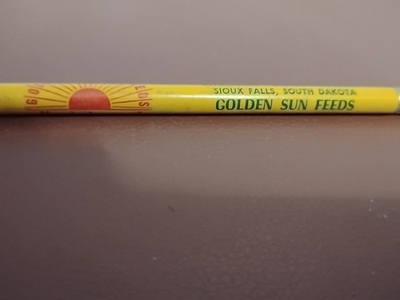 SIOUX FALLS, SOUTH DAKOTA
GOLDEN SUN FEEDS